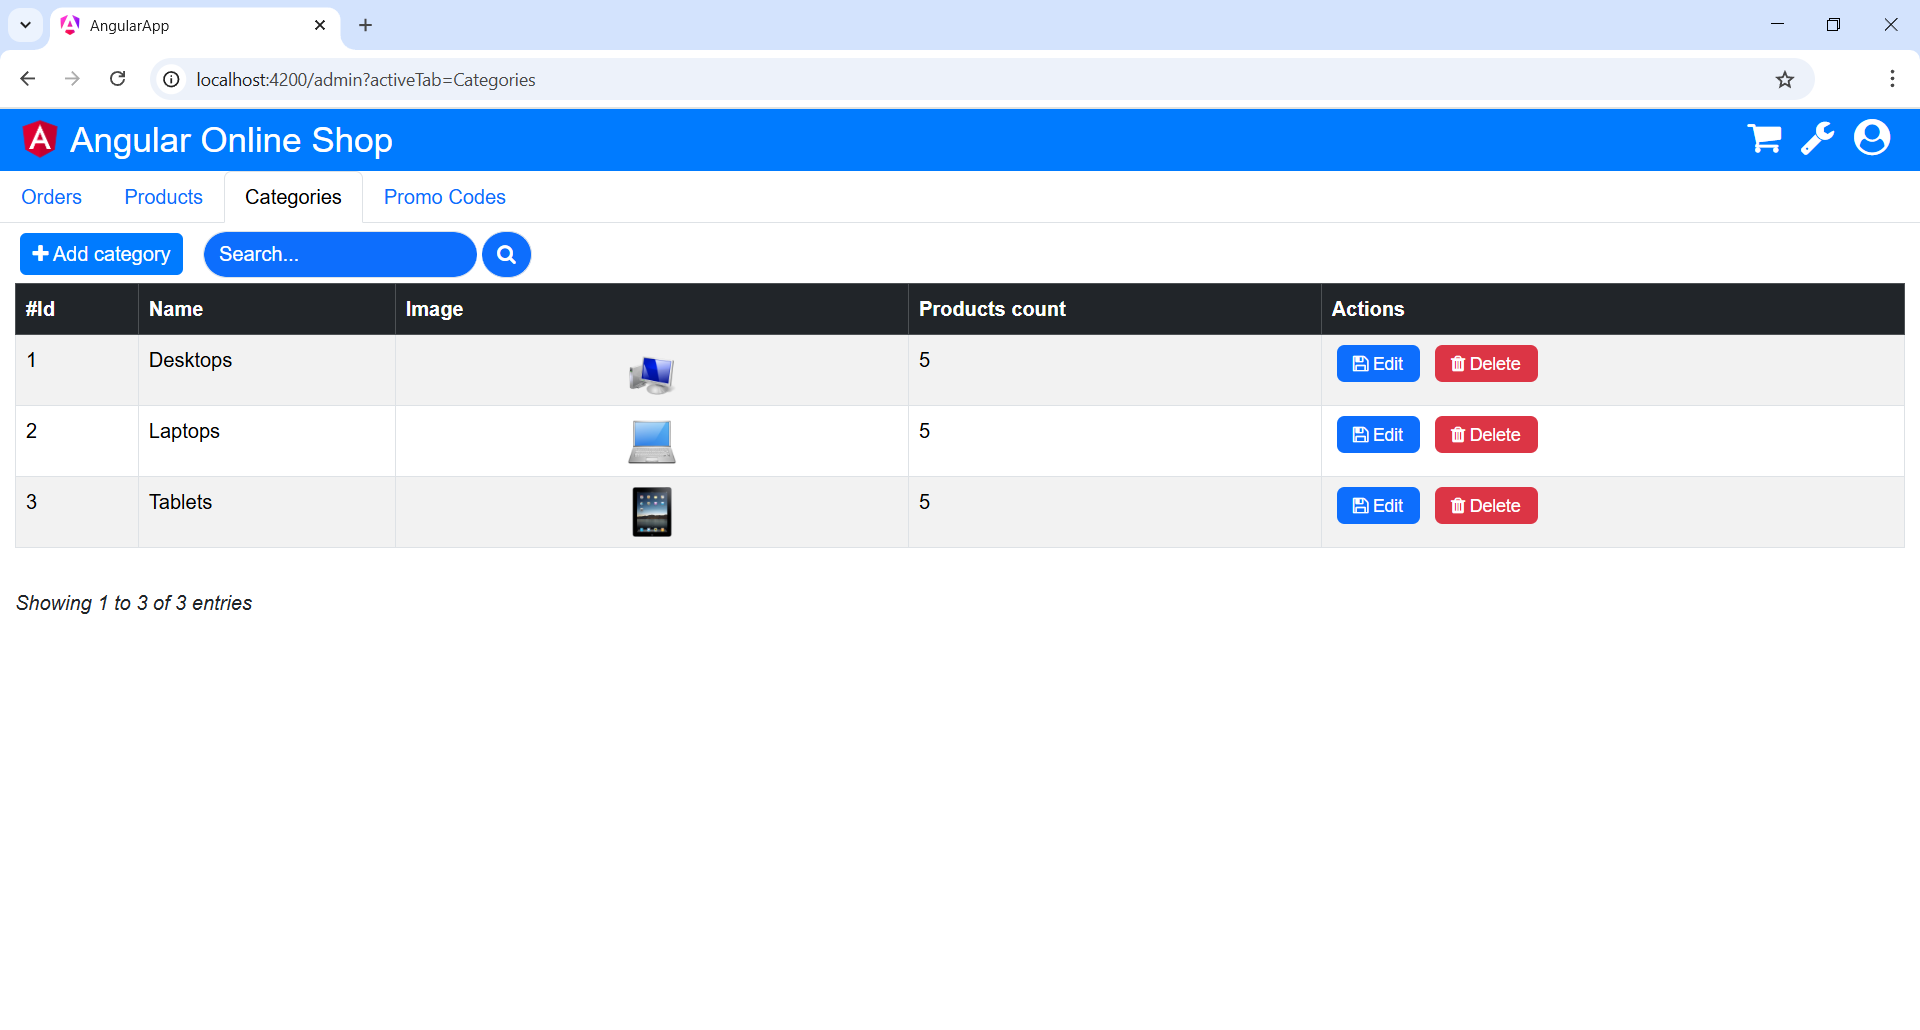 AngularApp
localhost:4200/admin?activeTab=Categories
A Angular Online Shop
Orders Products Categories Promo Codes
Add category Search...
#Id Name Image Products count Actions
1 Desktops 5 Edit Delete
2 Laptops 5 Edit Delete
3 Tablets 5 Edit Delete
Showing 1 to 3 of 3 entries